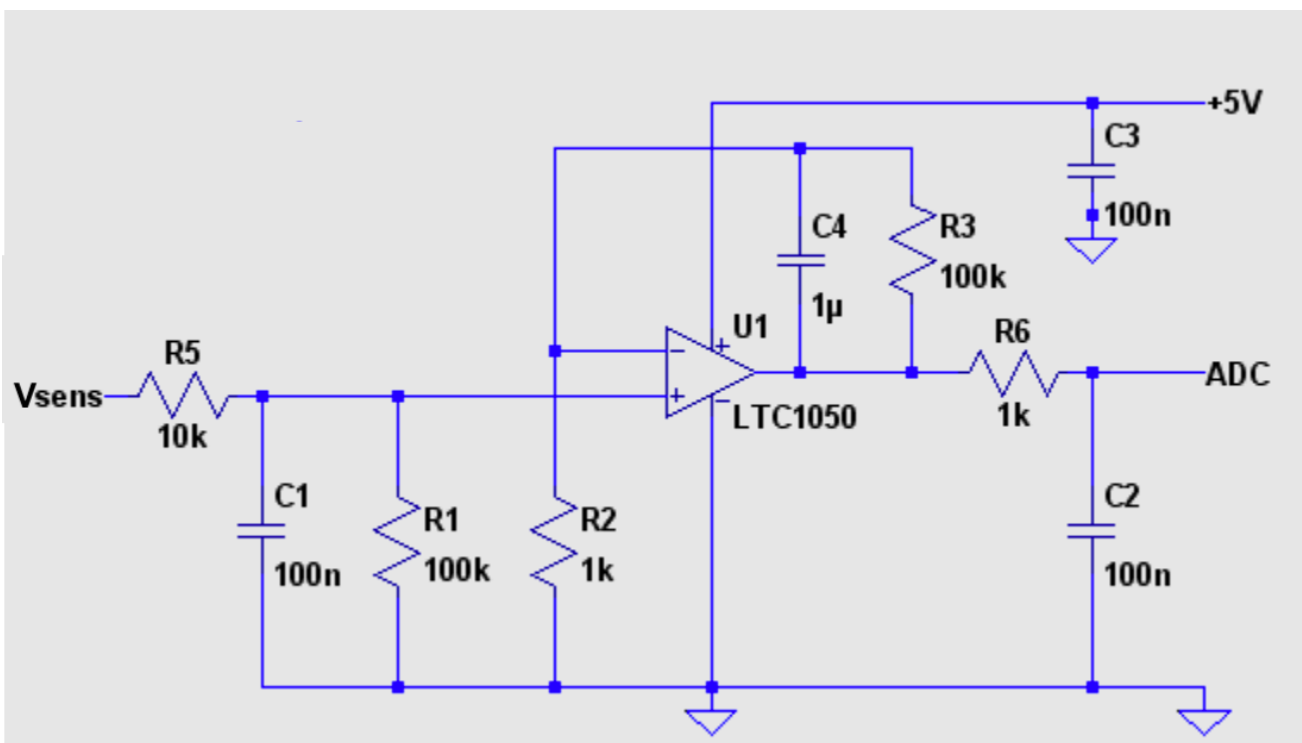 +5V
C3
100n
C4
1µ
R3
100k
U1
+
−
+
−
LTC1050
R6
1k
ADC
R5
Vsens
10k
C1
100n
R1
100k
R2
1k
C2
100n